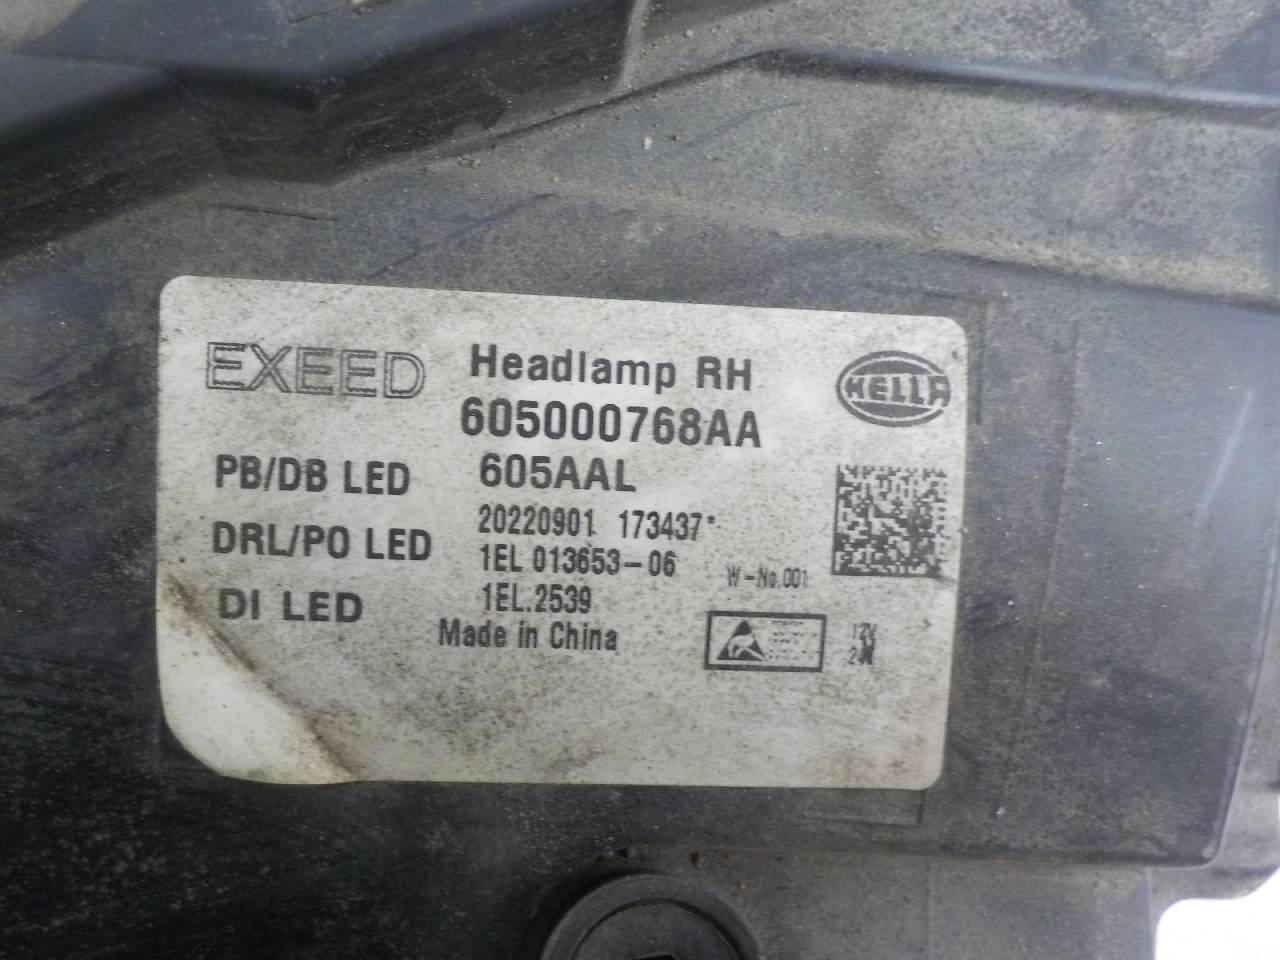 EXEED
Headlamp RH
HELLA
605000768AA
PB/DB LED 605AAL
20220901 173437*
DRL/PO LED
1EL 013653-06
W-No.001
DI LED 1EL.2539
Made in China
12V